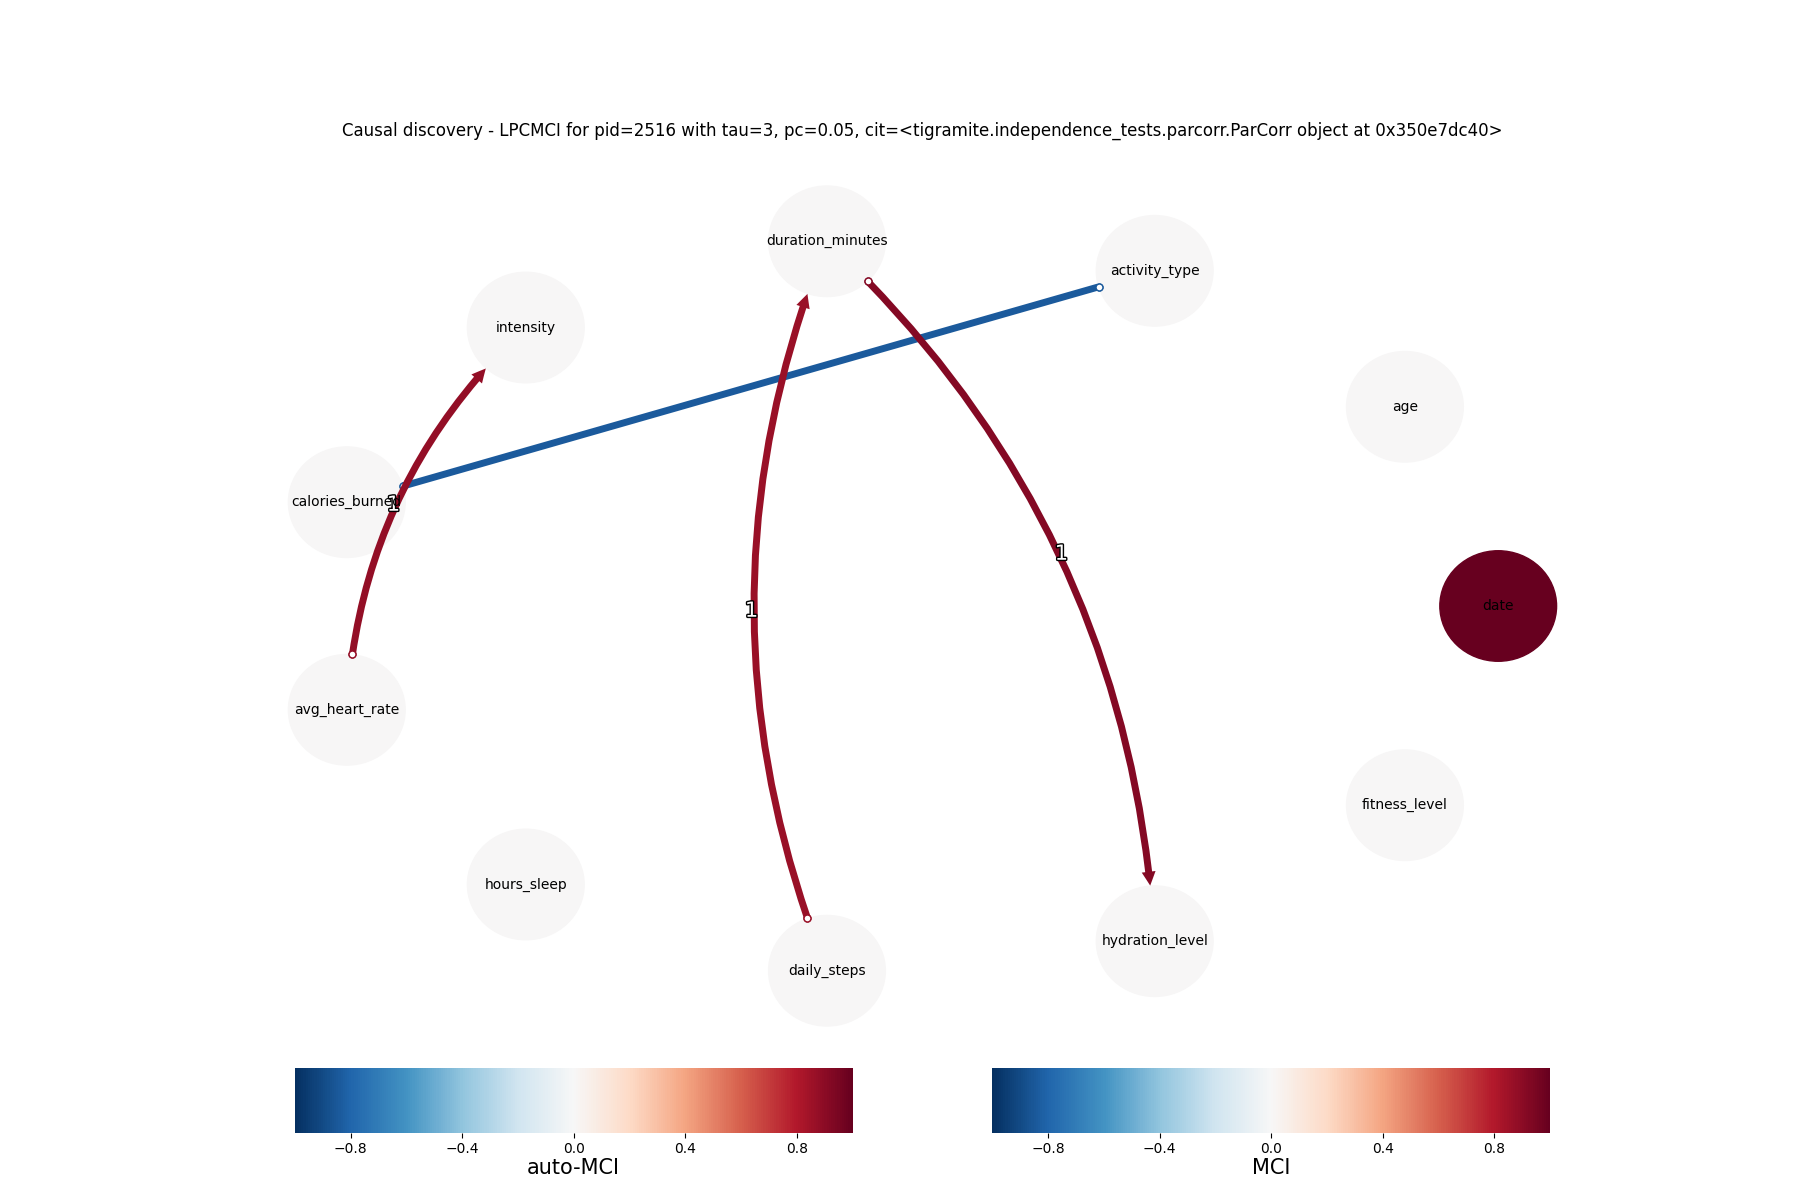 Causal discovery - LPCMCI for pid=2516 with tau=3, pc=0.05, cit=<tigramite.independence_tests.parcorr.ParCorr object at 0x350e7dc40>
duration_minutes
activity_type
intensity
age
calories_burned
1
1
1
date
avg_heart_rate
fitness_level
hours_sleep
hydration_level
daily_steps
−0.8 −0.4 0.0 0.4 0.8
auto-MCI
−0.8 −0.4 0.0 0.4 0.8
MCI